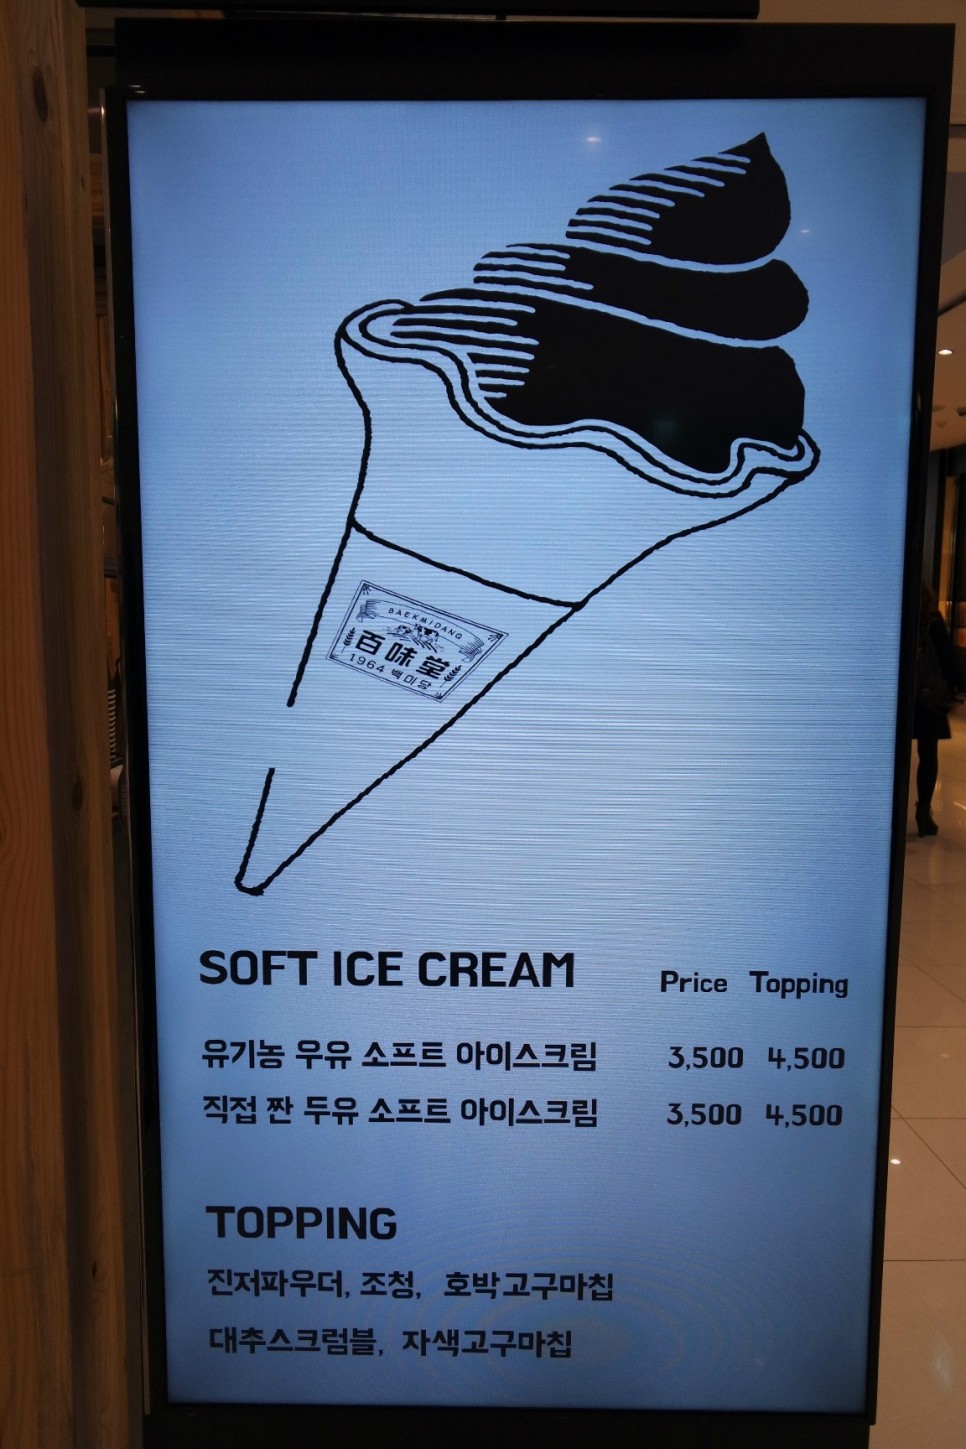 BAEKMIDANG
百味堂
1964 백미당
SOFT ICE CREAM Price Topping
유기농 우유 소프트 아이스크림 3,500 4,500
직접 짠 두유 소프트 아이스크림 3,500 4,500
TOPPING
진저파우더, 조청, 호박고구마칩
대추스크럼블, 자색고구마칩